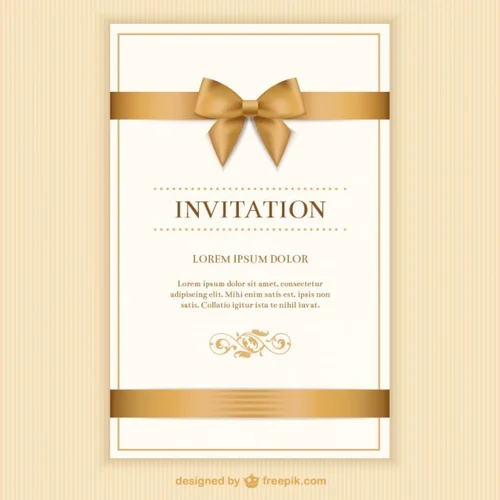 INVITATION
LOREM IPSUM DOLOR
Lorem ipsum dolor sit amet, consectetuer
adipiscing elit. Mihi enim satis est, ipsis non satis.
Collatio igitur ista te nihil iuvat.
designed by freepik.com